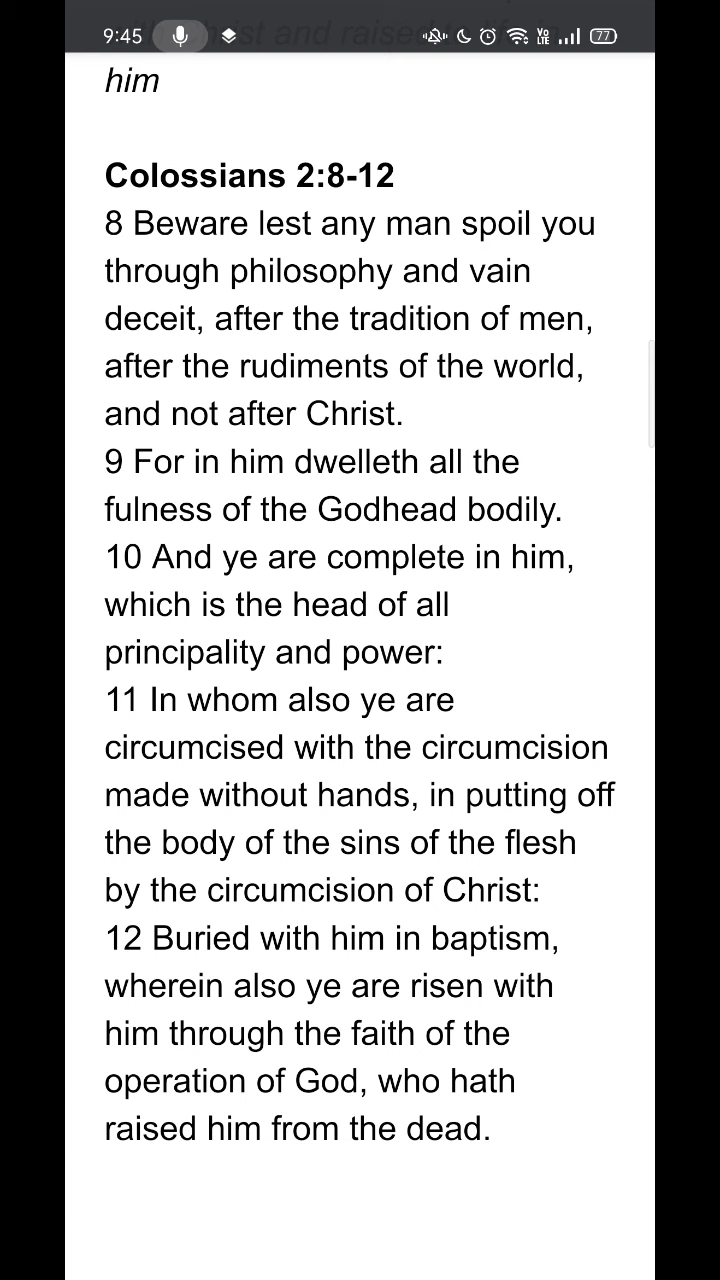 9:45
VO
LTE
77
him
Colossians 2:8-12
8 Beware lest any man spoil you
through philosophy and vain
deceit, after the tradition of men,
after the rudiments of the world,
and not after Christ.
9 For in him dwelleth all the
fulness of the Godhead bodily.
10 And ye are complete in him,
which is the head of all
principality and power:
11 In whom also ye are
circumcised with the circumcision
made without hands, in putting off
the body of the sins of the flesh
by the circumcision of Christ:
12 Buried with him in baptism,
wherein also ye are risen with
him through the faith of the
operation of God, who hath
raised him from the dead.